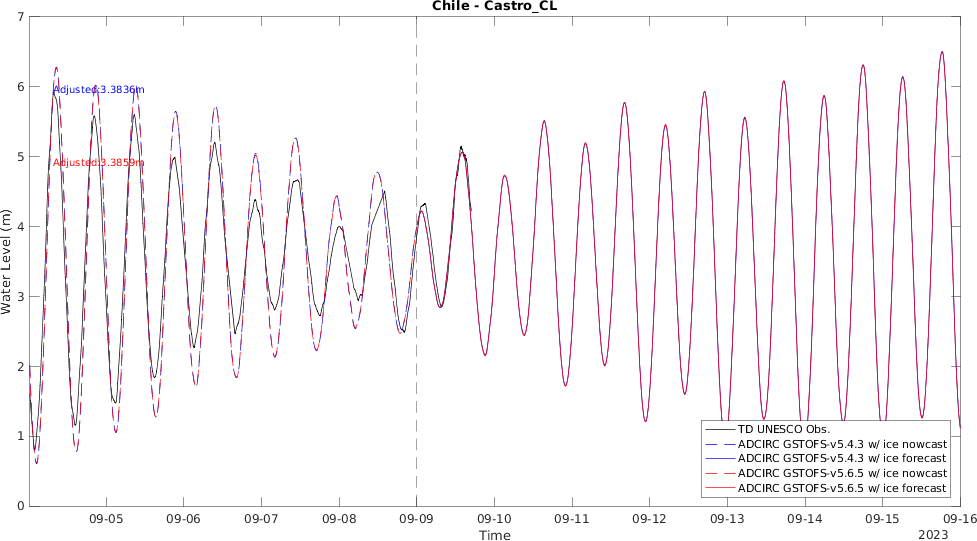 Chile - Castro_CL
7
6
5
4
3
2
1
0
Water Level (m)
Adjusted:3.3836m
Adjusted:3.3859m
TD UNESCO Obs.
ADCIRC GSTOFS-v5.4.3 w/ ice nowcast
ADCIRC GSTOFS-v5.4.3 w/ ice forecast
ADCIRC GSTOFS-v5.6.5 w/ ice nowcast
ADCIRC GSTOFS-v5.6.5 w/ ice forecast
09-05 09-06 09-07 09-08 09-09 09-10 09-11 09-12 09-13 09-14 09-15 09-16
Time
2023